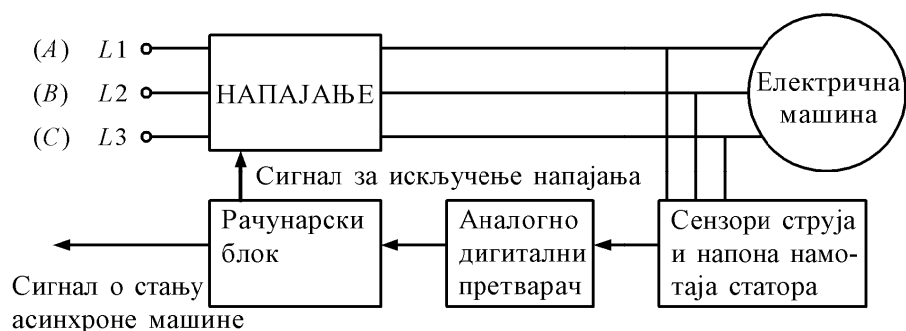 (A) L1
(B) L2
(C) L3
НАПАЈАЊЕ
Електрична
машина
Сигнал за искључење напајања
Рачунарски
блок
Аналогно
дигитални
претварач
Сензори струја
и напона намо-
таја статора
Сигнал о стању
асинхроне машине